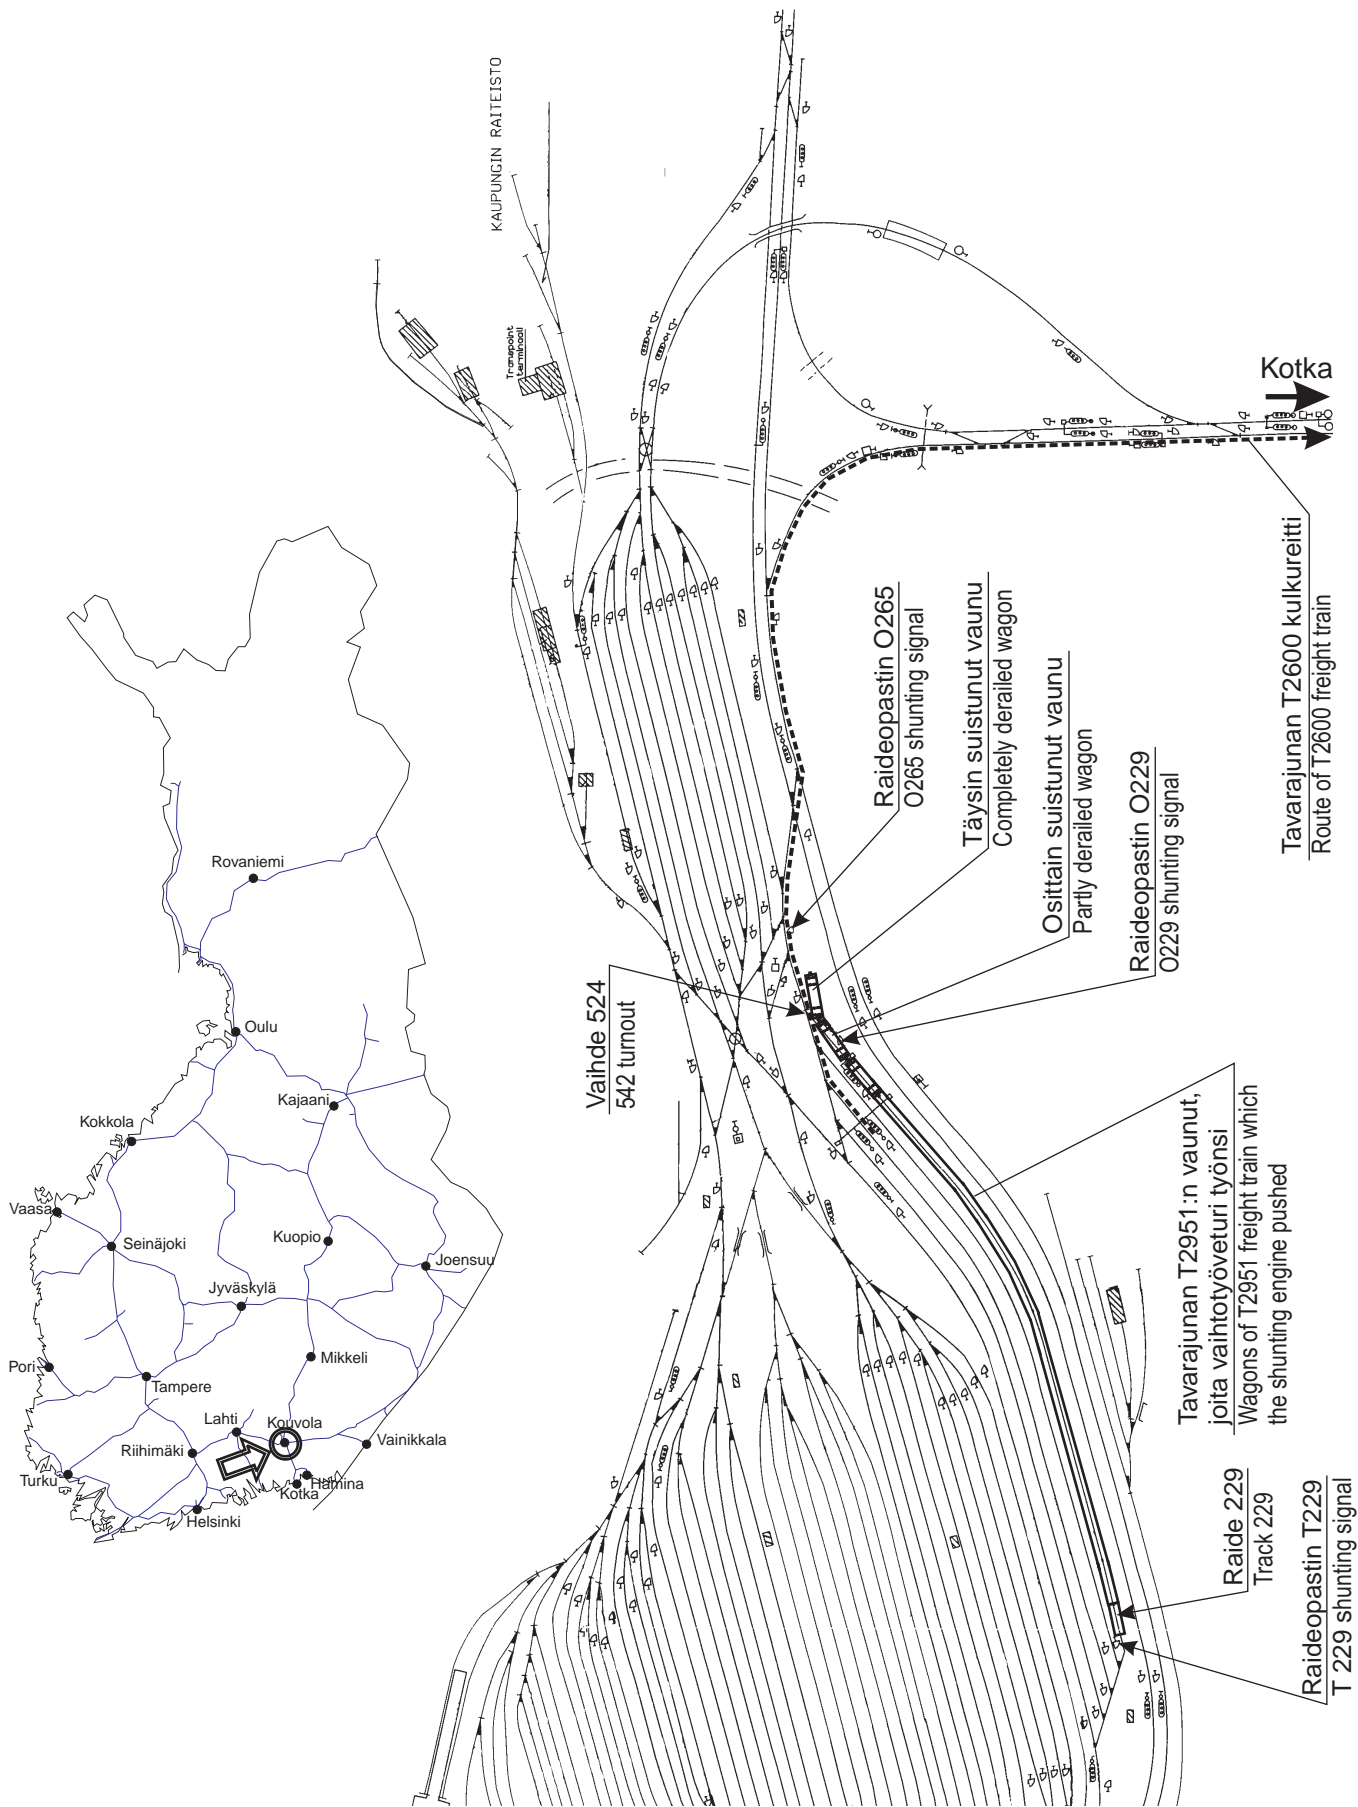 KAUPUNGIN RAITEISTO
Transpoint
terminaali
Kotka
Raideopastin O265
O265 shunting signal
Täysin suistunut vaunu
Completely derailed wagon
Osittain suistunut vaunu
Partly derailed wagon
Raideopastin O229
O229 shunting signal
Tavarajunan T2600 kulkureitti
Route of T2600 freight train
Vaihde 524
542 turnout
Tavarajunan T2951:n vaunut,
joita vaihtotyöveturi työnsi
Wagons of T2951 freight train which
the shunting engine pushed
Raide 229
Track 229
Raideopastin T229
T 229 shunting signal
Rovaniemi
Oulu
Kajaani
Kokkola
Vaasa
Seinäjoki
Kuopio
Joensuu
Jyväskylä
Pori
Tampere
Mikkeli
Lahti
Kouvola
Riihimäki
Vainikkala
Turku
Hamina
Kotka
Helsinki